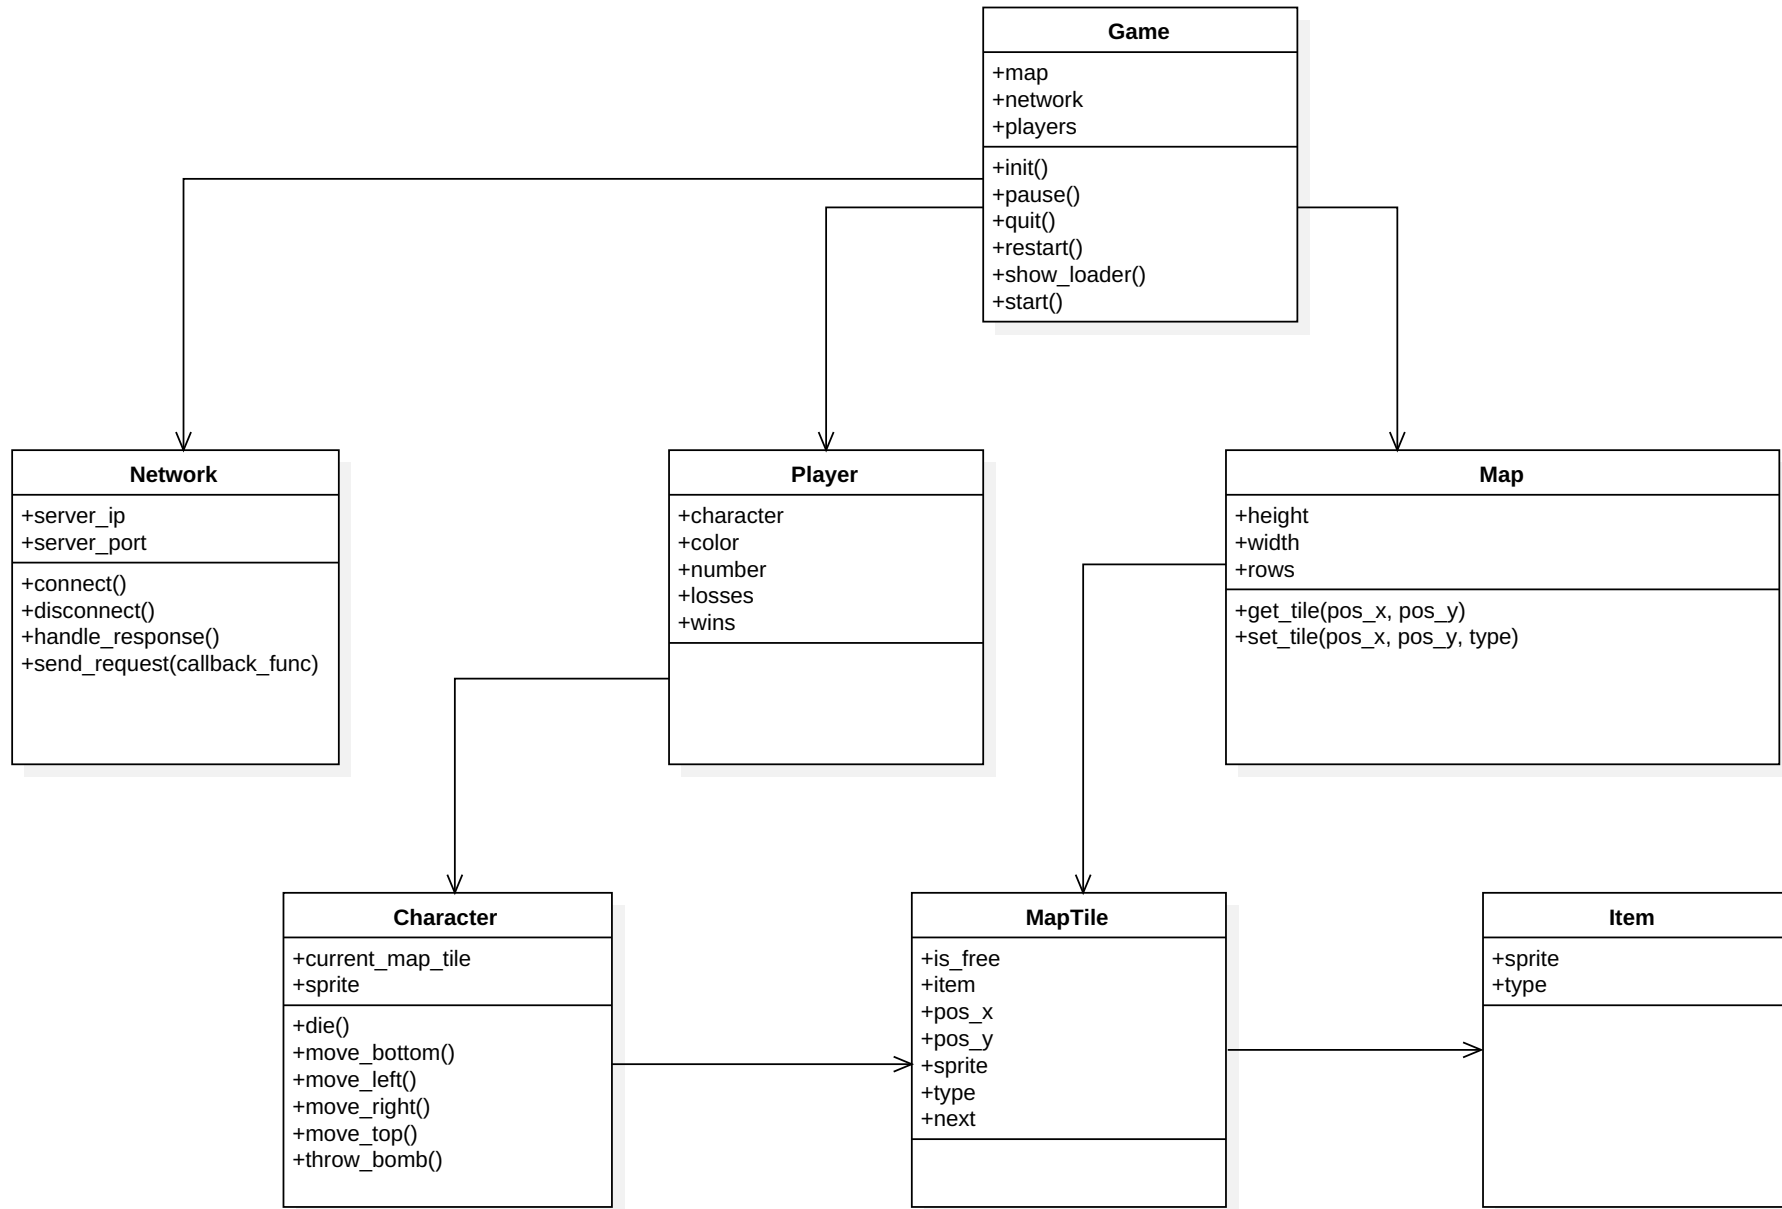 Game
+map
+network
+players
+init()
+pause()
+quit()
+restart()
+show_loader()
+start()
Network
+server_ip
+server_port
+connect()
+disconnect()
+handle_response()
+send_request(callback_func)
Player
+character
+color
+number
+losses
+wins
Map
+height
+width
+rows
+get_tile(pos_x, pos_y)
+set_tile(pos_x, pos_y, type)
Character
+current_map_tile
+sprite
+die()
+move_bottom()
+move_left()
+move_right()
+move_top()
+throw_bomb()
MapTile
+is_free
+item
+pos_x
+pos_y
+sprite
+type
+next
Item
+sprite
+type